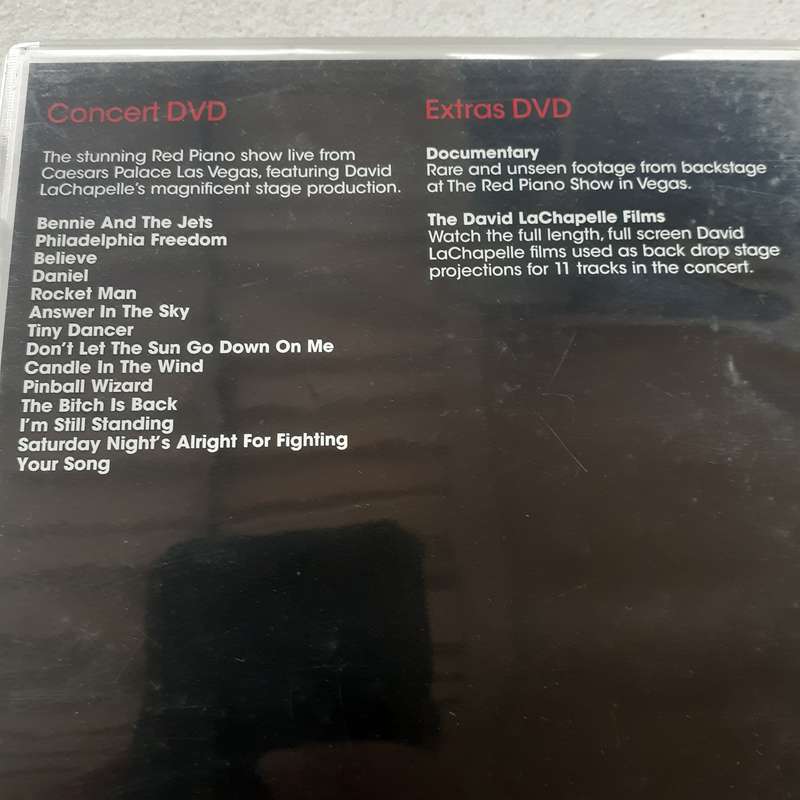 Concert DVD
The stunning Red Piano show live from
Caesars Palace Las Vegas, featuring David
LaChapelle's magnificent stage production.
Bennie And The Jets
Philadelphia Freedom
Believe
Daniel
Rocket Man
Answer In The Sky
Tiny Dancer
Don't Let The Sun Go Down On Me
Candle In The Wind
Pinball Wizard
The Bitch Is Back
I'm Still Standing
Saturday Night's Alright For Fighting
Your Song
Extras DVD
Documentary
Rare and unseen footage from backstage
at The Red Piano Show in Vegas.
The David LaChapelle Films
Watch the full length, full screen David
LaChapelle films used as back drop stage
projections for 11 tracks in the concert.